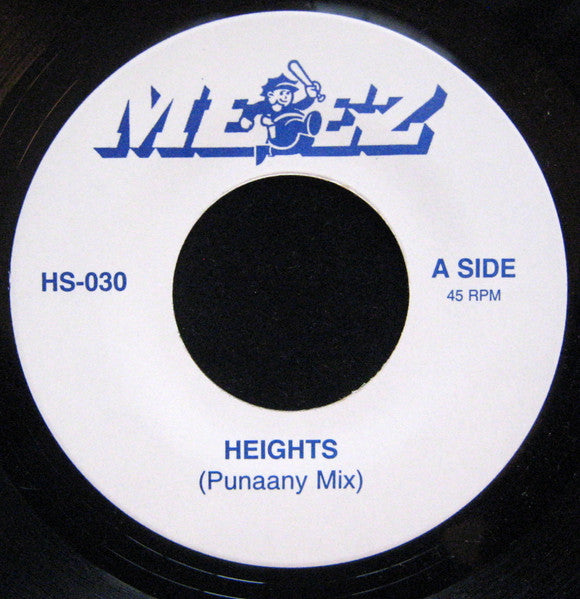 MEEZ
HS-030
A SIDE
45 RPM
HEIGHTS
(Punaany Mix)